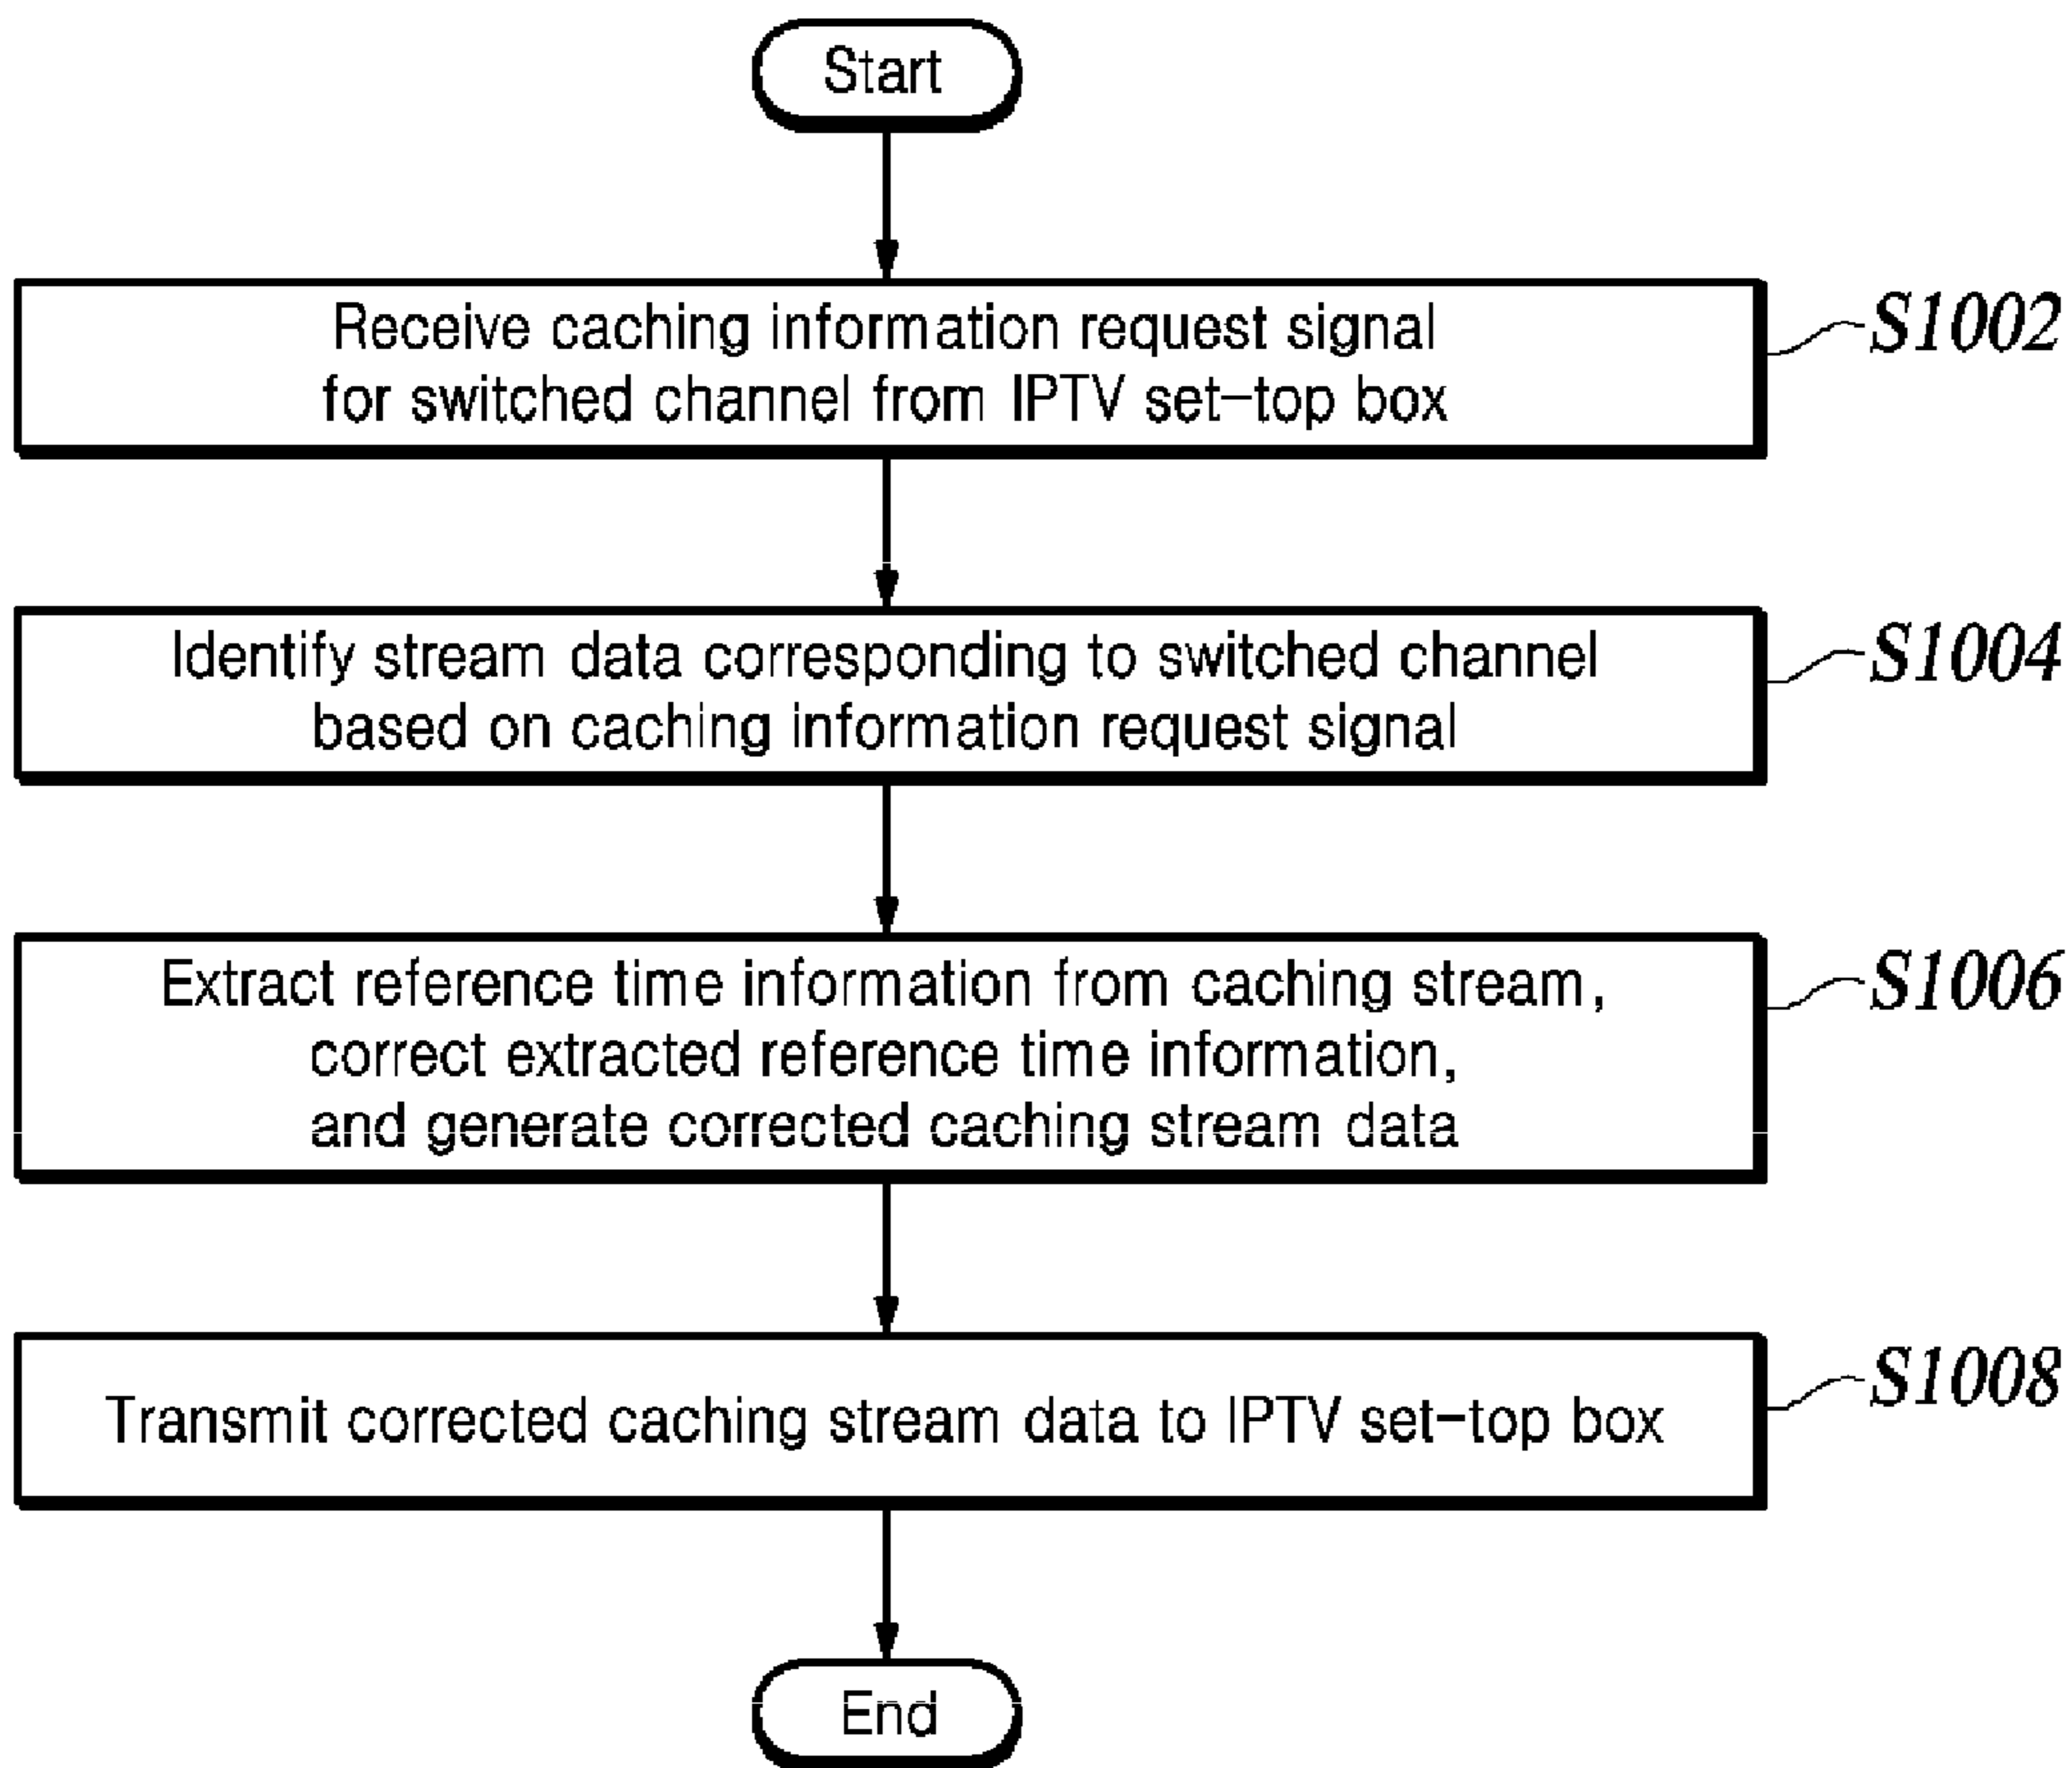 Start
Receive caching information request signal
for switched channel from IPTV set-top box
S1002
Identify stream data corresponding to switched channel
based on caching information request signal
S1004
Extract reference time information from caching stream,
correct extracted reference time information,
and generate corrected caching stream data
S1006
Transmit corrected caching stream data to IPTV set-top box
S1008
End